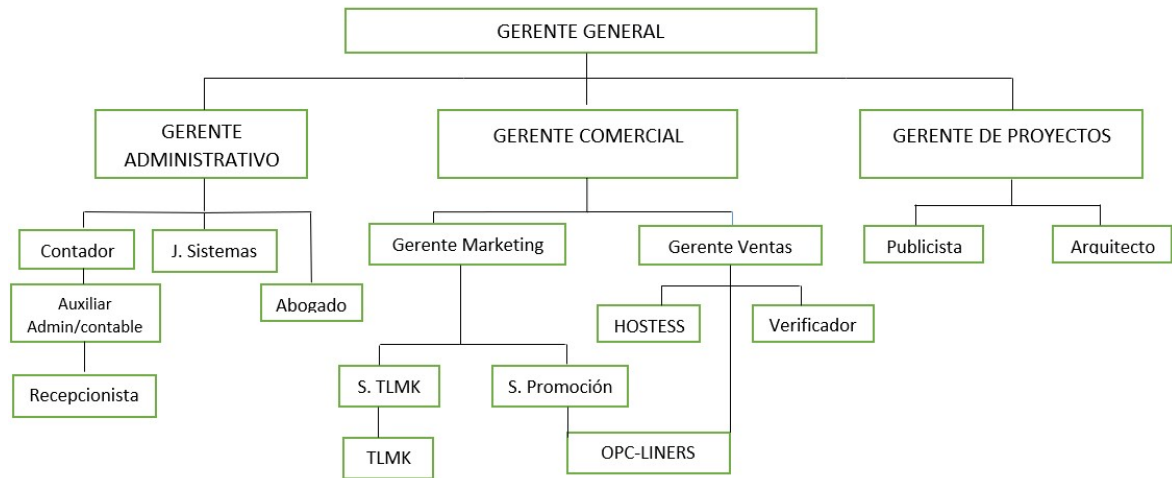 GERENTE GENERAL
GERENTE
ADMINISTRATIVO
GERENTE COMERCIAL
GERENTE DE PROYECTOS
Contador
J. Sistemas
Abogado
Auxiliar
Admin/contable
Recepcionista
Gerente Marketing
Gerente Ventas
HOSTESS
Verificador
S. TLMK
S. Promoción
TLMK
OPC-LINERS
Publicista
Arquitecto